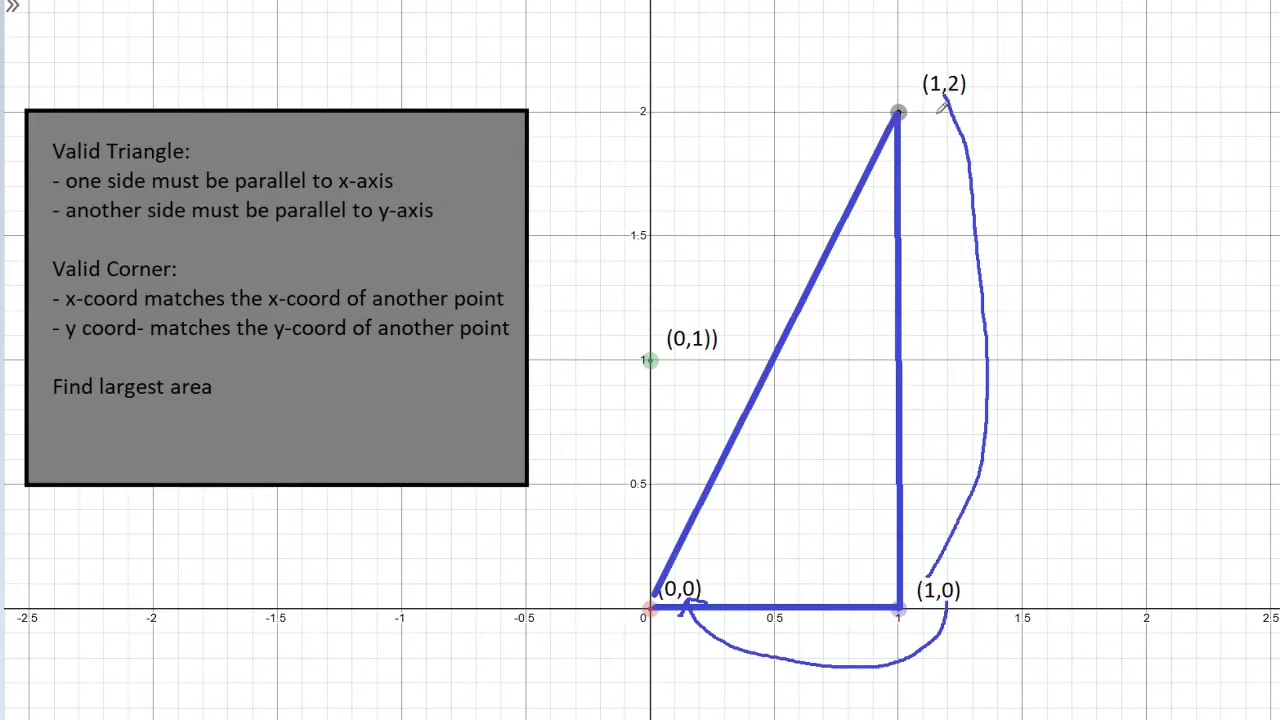 »
Valid Triangle:
- one side must be parallel to x-axis
- another side must be parallel to y-axis
Valid Corner:
- x-coord matches the x-coord of another point
- y coord- matches the y-coord of another point
Find largest area
(1,2)
2
1.5
(0,1))
1
0.5
(0,0)
(1,0)
-2.5
-2
-1.5
-1
-0.5
0
0.5
1
1.5
2
2.5